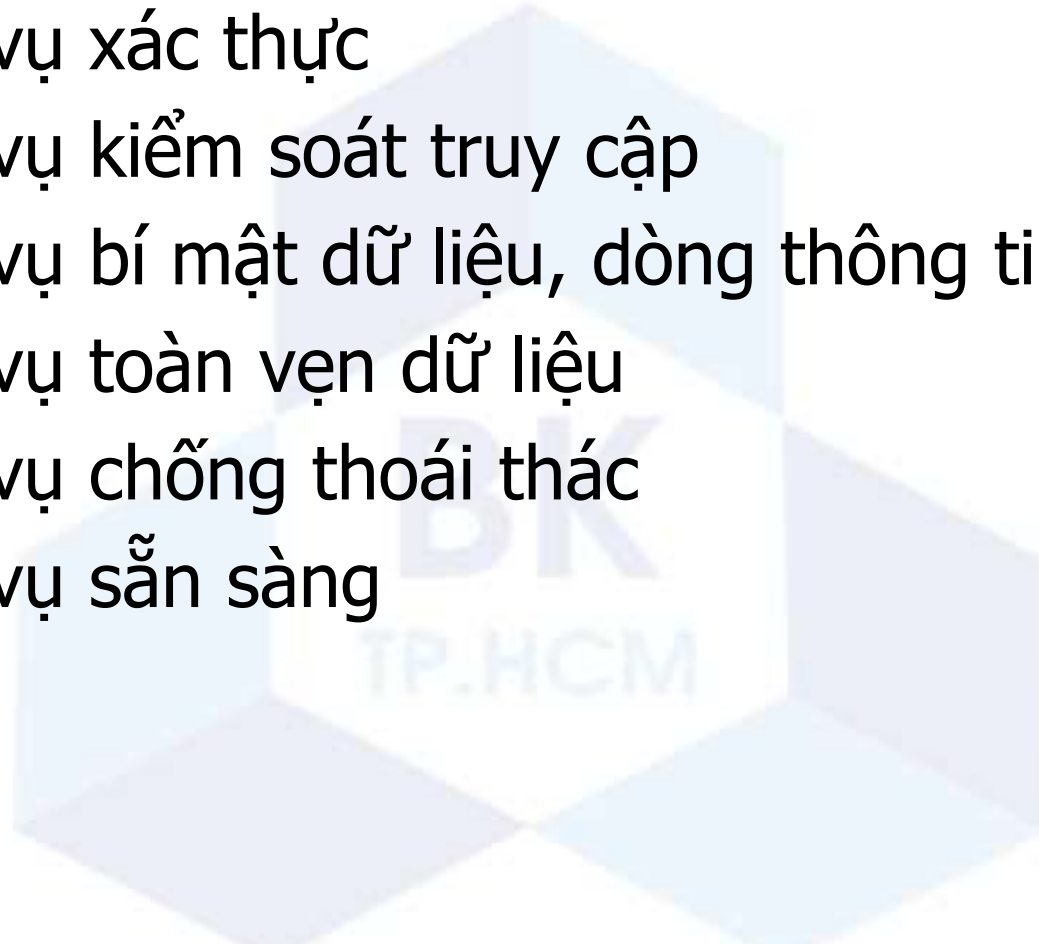 vụ xác thực
vụ kiểm soát truy cập
vụ bí mật dữ liệu, dòng thông ti
vụ toàn vẹn dữ liệu
vụ chống thoái thác
vụ sẵn sàng
BK
TP.HCM